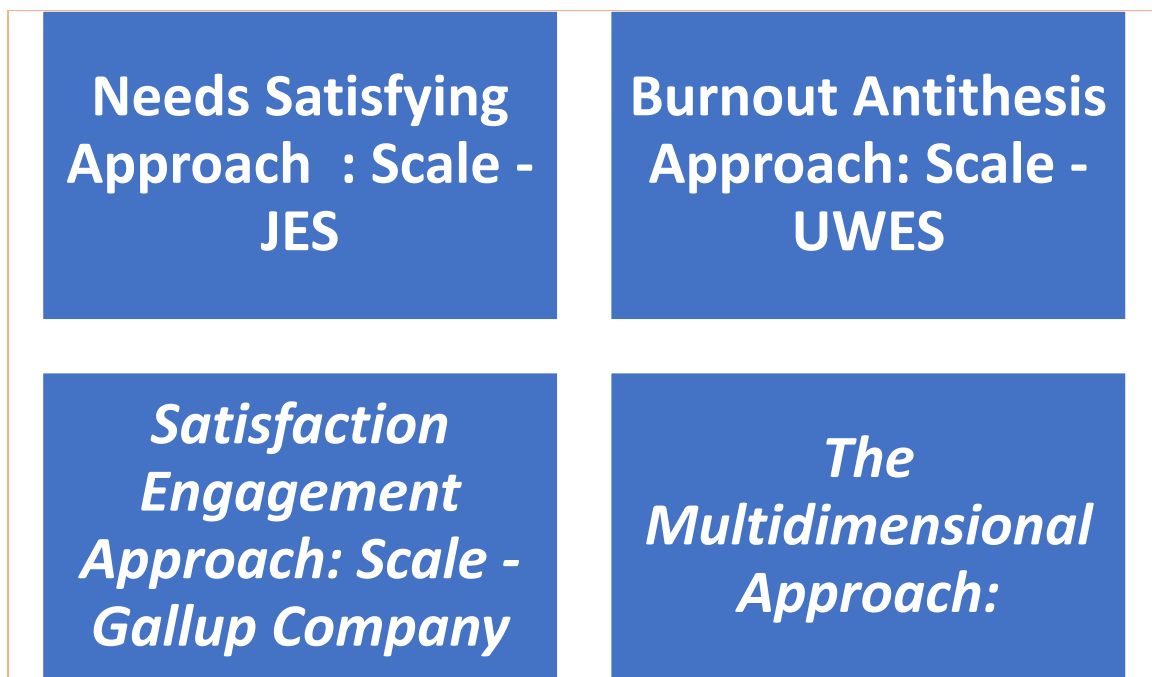 Needs Satisfying
Approach  : Scale -
JES
Burnout Antithesis
Approach: Scale -
UWES
Satisfaction
Engagement
Approach: Scale -
Gallup Company
The
Multidimensional
Approach: